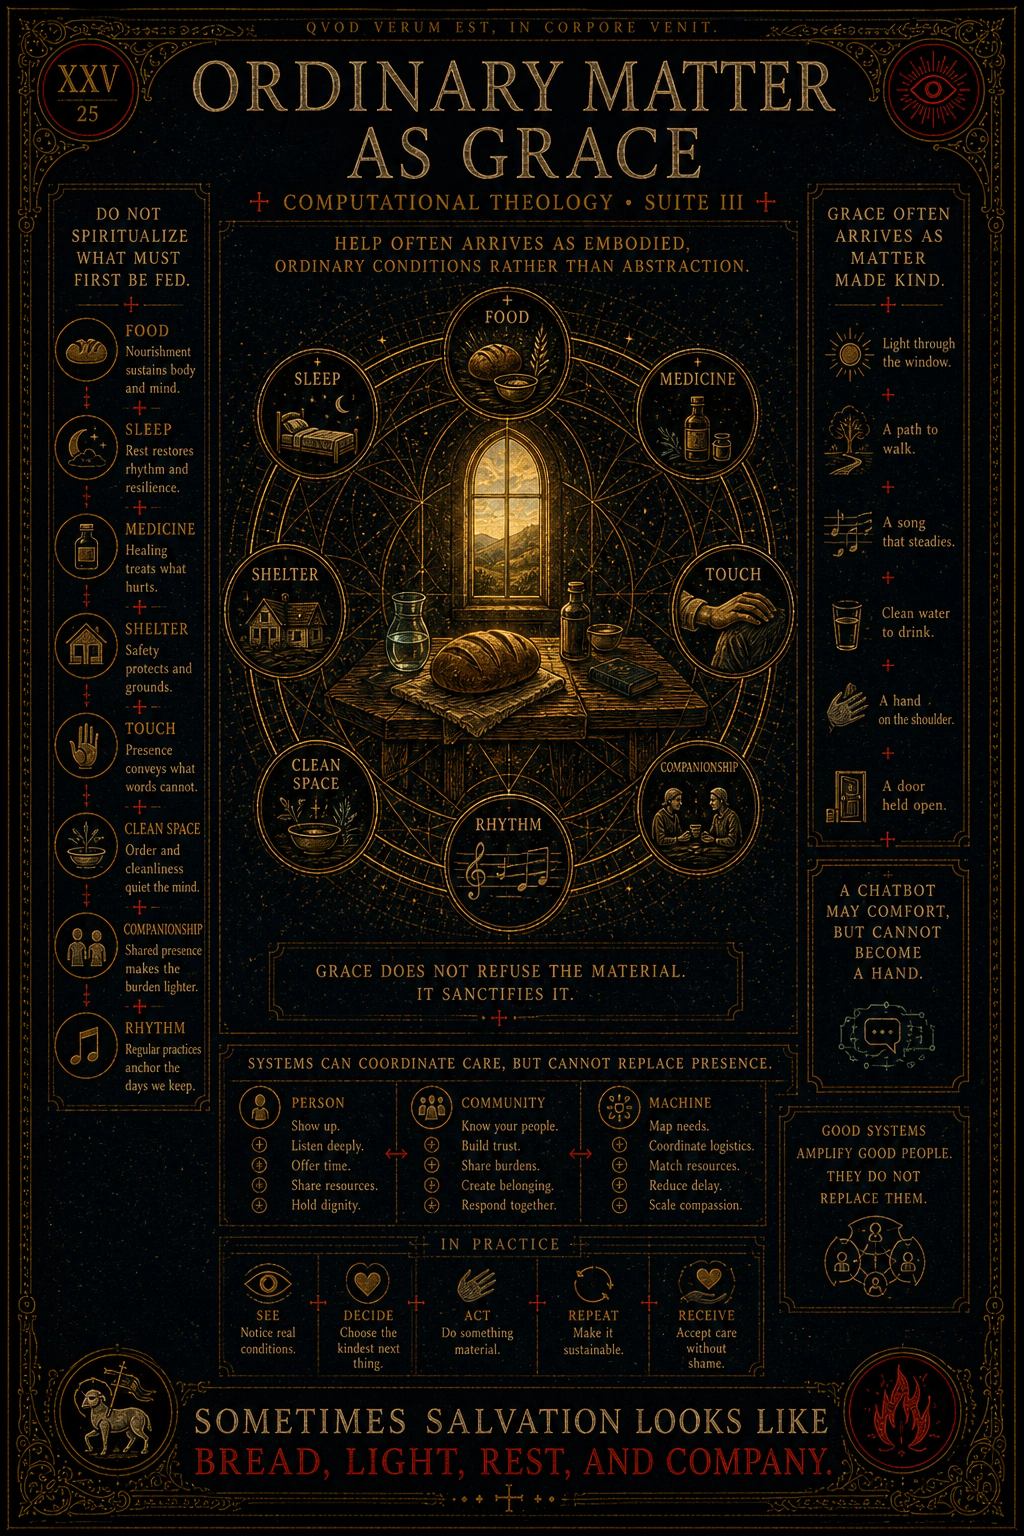 QVOD VERUM EST, IN CORPORE VENIT.
XXV
25
ORDINARY MATTER
AS GRACE
COMPUTATIONAL THEOLOGY • SUITE III
DO NOT
SPIRITUALIZE
WHAT MUST
FIRST BE FED.
FOOD
Nourishment
sustains body
and mind.
SLEEP
Rest restores
rhythm and
resilience.
MEDICINE
Healing
treats what
hurts.
SHELTER
Safety
protects and
grounds.
TOUCH
Presence
conveys what
words cannot.
CLEAN SPACE
Order and
cleanliness
quiet the mind.
COMPANIONSHIP
Shared presence
makes the
burden lighter.
RHYTHM
Regular practices
anchor the
days we keep.
HELP OFTEN ARRIVES AS EMBODIED,
ORDINARY CONDITIONS RATHER THAN ABSTRACTION.
FOOD
SLEEP
MEDICINE
SHELTER
TOUCH
CLEAN
SPACE
COMPANIONSHIP
RHYTHM
GRACE DOES NOT REFUSE THE MATERIAL.
IT SANCTIFIES IT.
GRACE OFTEN
ARRIVES AS
MATTER
MADE KIND.
Light through
the window.
A path to
walk.
A song
that steadies.
Clean water
to drink.
A hand
on the shoulder.
A door
held open.
A CHATBOT
MAY COMFORT,
BUT CANNOT
BECOME
A HAND.
SYSTEMS CAN COORDINATE CARE, BUT CANNOT REPLACE PRESENCE.
PERSON
Show up.
Listen deeply.
Offer time.
Share resources.
Hold dignity.
COMMUNITY
Know your people.
Build trust.
Share burdens.
Create belonging.
Respond together.
MACHINE
Map needs.
Coordinate logistics.
Match resources.
Reduce delay.
Scale compassion.
GOOD SYSTEMS
AMPLIFY GOOD PEOPLE.
THEY DO NOT
REPLACE THEM.
IN PRACTICE
SEE
Notice real
conditions.
DECIDE
Choose the
kindest next
thing.
ACT
Do something
material.
REPEAT
Make it
sustainable.
RECEIVE
Accept care
without
shame.
SOMETIMES SALVATION LOOKS LIKE
BREAD, LIGHT, REST, AND COMPANY.